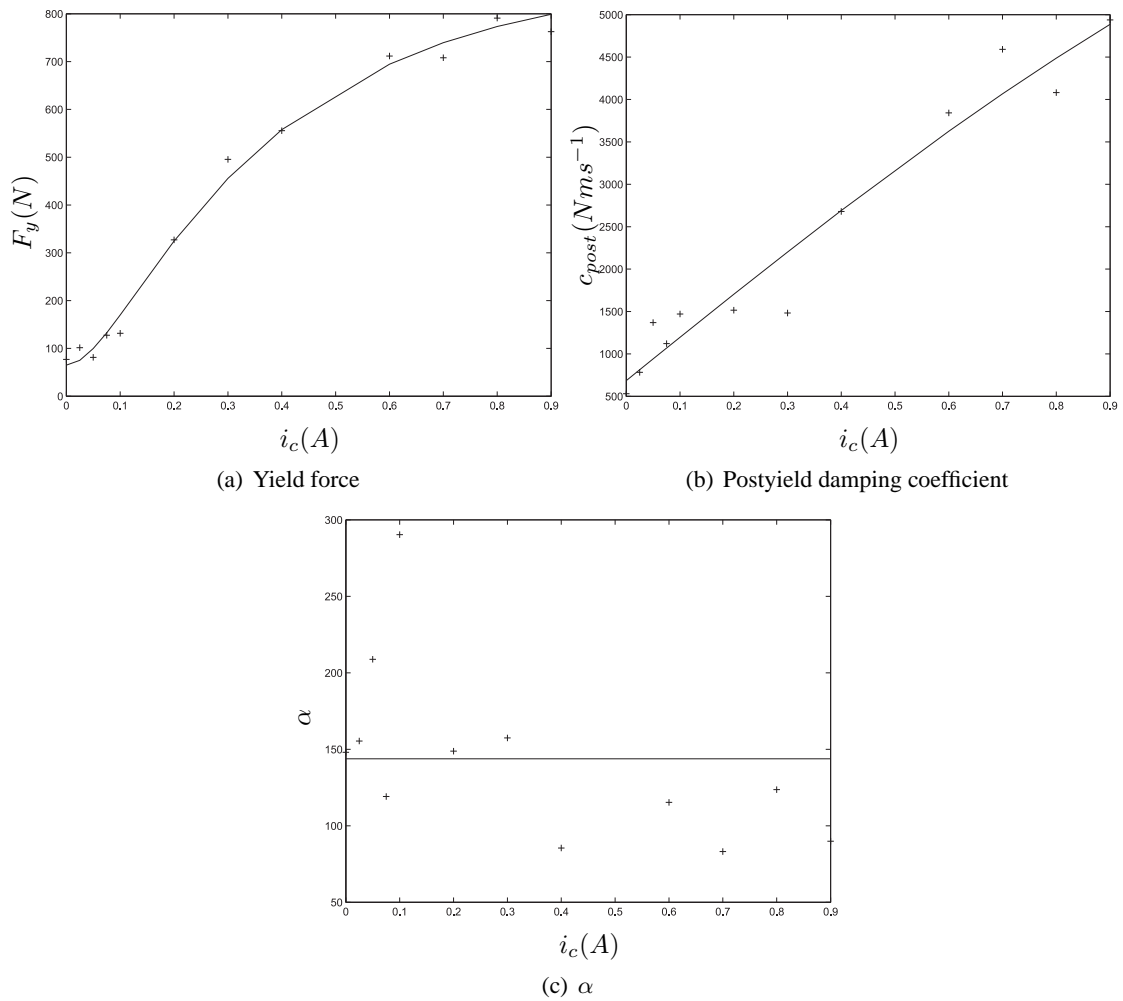 800
700
600
500
400
300
200
100
0
F_y(N)
0 0.1 0.2 0.3 0.4 0.5 0.6 0.7 0.8 0.9
i_c(A)
(a) Yield force
5000
4500
4000
3500
3000
2500
2000
1500
1000
500
c_{post}(Nms^{-1})
0 0.1 0.2 0.3 0.4 0.5 0.6 0.7 0.8 0.9
i_c(A)
(b) Postyield damping coefficient
300
250
200
150
100
50
α
0 0.1 0.2 0.3 0.4 0.5 0.6 0.7 0.8 0.9
i_c(A)
(c) α